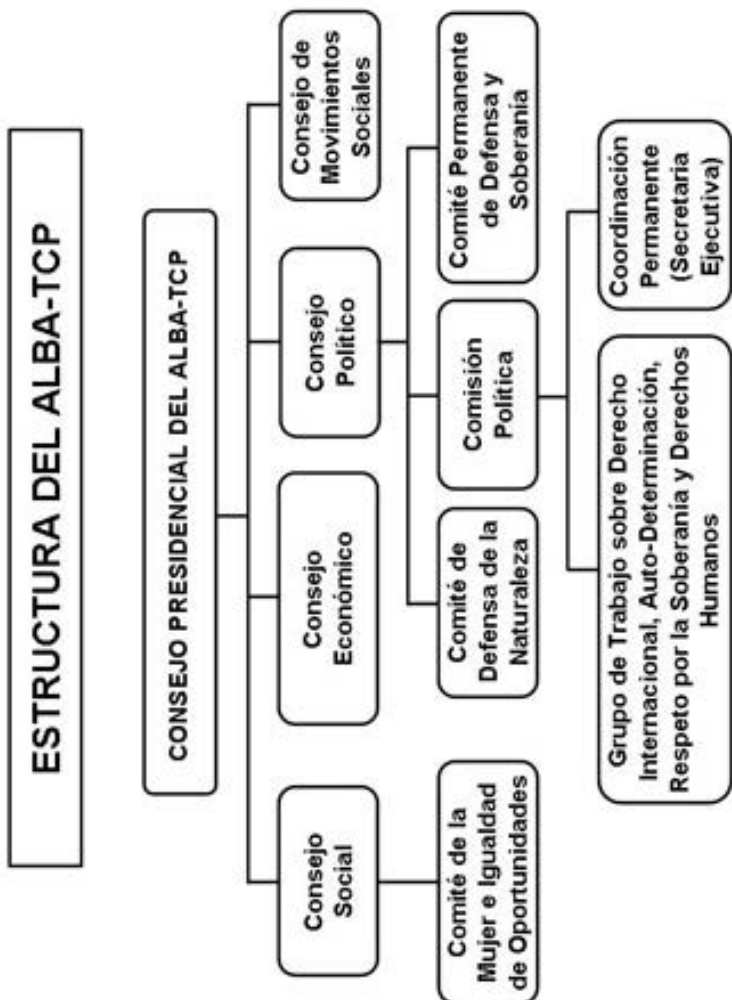 ESTRUCTURA DEL ALBA-TCP
CONSEJO PRESIDENCIAL DEL ALBA-TCP
Consejo
Social
Consejo
Económico
Consejo
Político
Consejo de
Movimientos
Sociales
Comité de la
Mujer e Igualdad
de Oportunidades
Comité de
Defensa de la
Naturaleza
Comisión
Política
Comité Permanente
de Defensa y
Soberanía
Grupo de Trabajo sobre Derecho
Internacional, Auto-Determinación,
Respeto por la Soberanía y Derechos
Humanos
Coordinación
Permanente
(Secretaria
Ejecutiva)